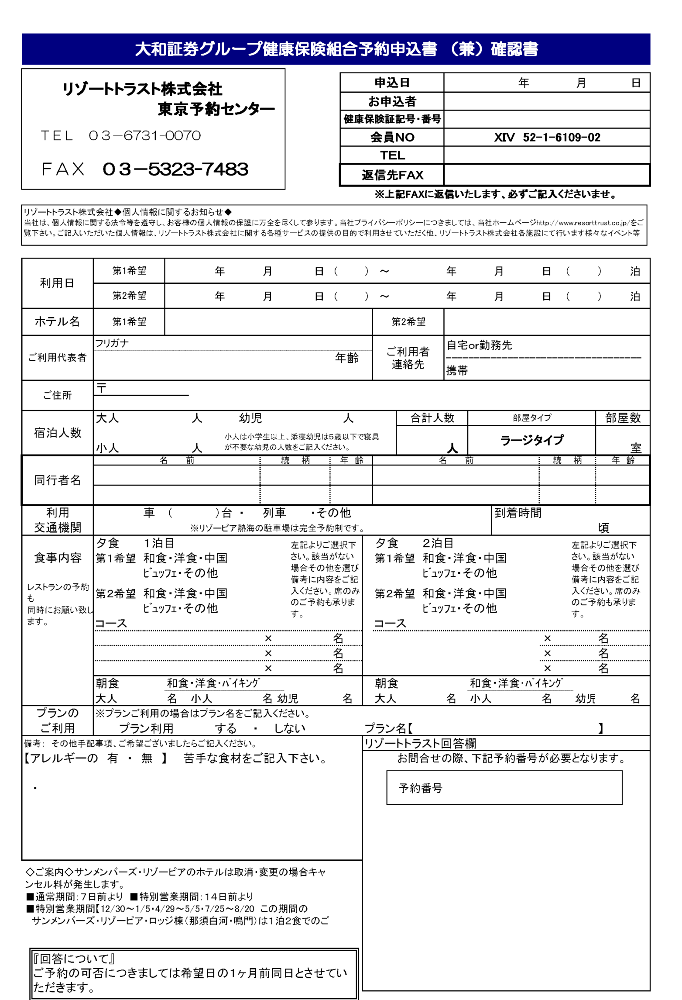 大和証券グループ健康保険組合予約申込書 （兼）確認書
リゾートトラスト株式会社
東京予約センター
ＴＥＬ　０３－6731-0070
ＦＡＸ　０３－5323-7483
申込日　年　月　日
お申込者
健康保険証記号・番号
会員NO　XIV 52-1-6109-02
TEL
返信先FAX
※上記FAXに返信いたします、必ずご記入くださいませ。
リゾートトラスト株式会社◆個人情報に関するお知らせ◆
当社は、個人情報に関する法令等を遵守し、お客様の個人情報の保護に万全を尽くして参ります。当社プライバシーポリシーにつきましては、当社ホームページhttp://www.resorttrust.co.jp/をご
覧下さい。ご記入いただいた個人情報は、リゾートトラスト株式会社に関する各種サービスの提供の目的で利用させていただく他、リゾートトラスト株式会社各施設にて行います様々なイベント等
利用日
第1希望　年　月　日（　）～　年　月　日（　）　泊
第2希望　年　月　日（　）～　年　月　日（　）　泊
ホテル名　第1希望　第2希望
ご利用代表者
フリガナ
年齢
ご利用者
連絡先
自宅or勤務先
携帯
ご住所
〒
宿泊人数
大人　人　幼児　人
小人　人
小人は小学生以上、添寝幼児は5歳以下で寝具
が不要な幼児の人数をご記入ください。
合計人数　部屋タイプ　部屋数
人　ラージタイプ　室
同行者名
名　前　続　柄　年　齢　名　前　続　柄　年　齢
利用
交通機関
車　（　）台　・　列車　・その他
※リゾーピア熱海の駐車場は完全予約制です。
到着時間
頃
食事内容
レストランの予約
も
同時にお願い致し
ます。
夕食　1泊目
第1希望　和食・洋食・中国
ビュッフェ・その他
第2希望　和食・洋食・中国
ビュッフェ・その他
左記よりご選択下
さい。該当がない
場合その他を選び
備考に内容をご記
入ください。席のみ
のご予約も承りま
す。
コース
×　名
×　名
×　名
夕食　2泊目
第1希望　和食・洋食・中国
ビュッフェ・その他
第2希望　和食・洋食・中国
ビュッフェ・その他
左記よりご選択下
さい。該当がない
場合その他を選び
備考に内容をご記
入ください。席のみ
のご予約も承りま
す。
コース
×　名
×　名
×　名
朝食　和食・洋食・バイキング
大人　名　小人　名　幼児　名
朝食　和食・洋食・バイキング
大人　名　小人　名　幼児　名
プランの
ご利用
※プランご利用の場合はプラン名をご記入ください。
プラン利用　する　・　しない　プラン名【　】
備考：　その他手配事項、ご希望ございましたらご記入ください。
【アレルギーの　有　・　無　】　苦手な食材をご記入下さい。
・
リゾートトラスト回答欄
お問合せの際、下記予約番号が必要となります。
予約番号
◇ご案内◇サンメンバーズ・リゾーピアのホテルは取消・変更の場合キャ
ンセル料が発生します。
■通常期間：7日前より　■特別営業期間：14日前より
■特別営業期間【12/30～1/5・4/29～5/5・7/25～8/20　この期間の
サンメンバーズ・リゾーピア・ロッジ棟（那須白河・鳴門）は1泊2食でのご
『回答について』
ご予約の可否につきましては希望日の1ヶ月前同日とさせてい
ただきます。